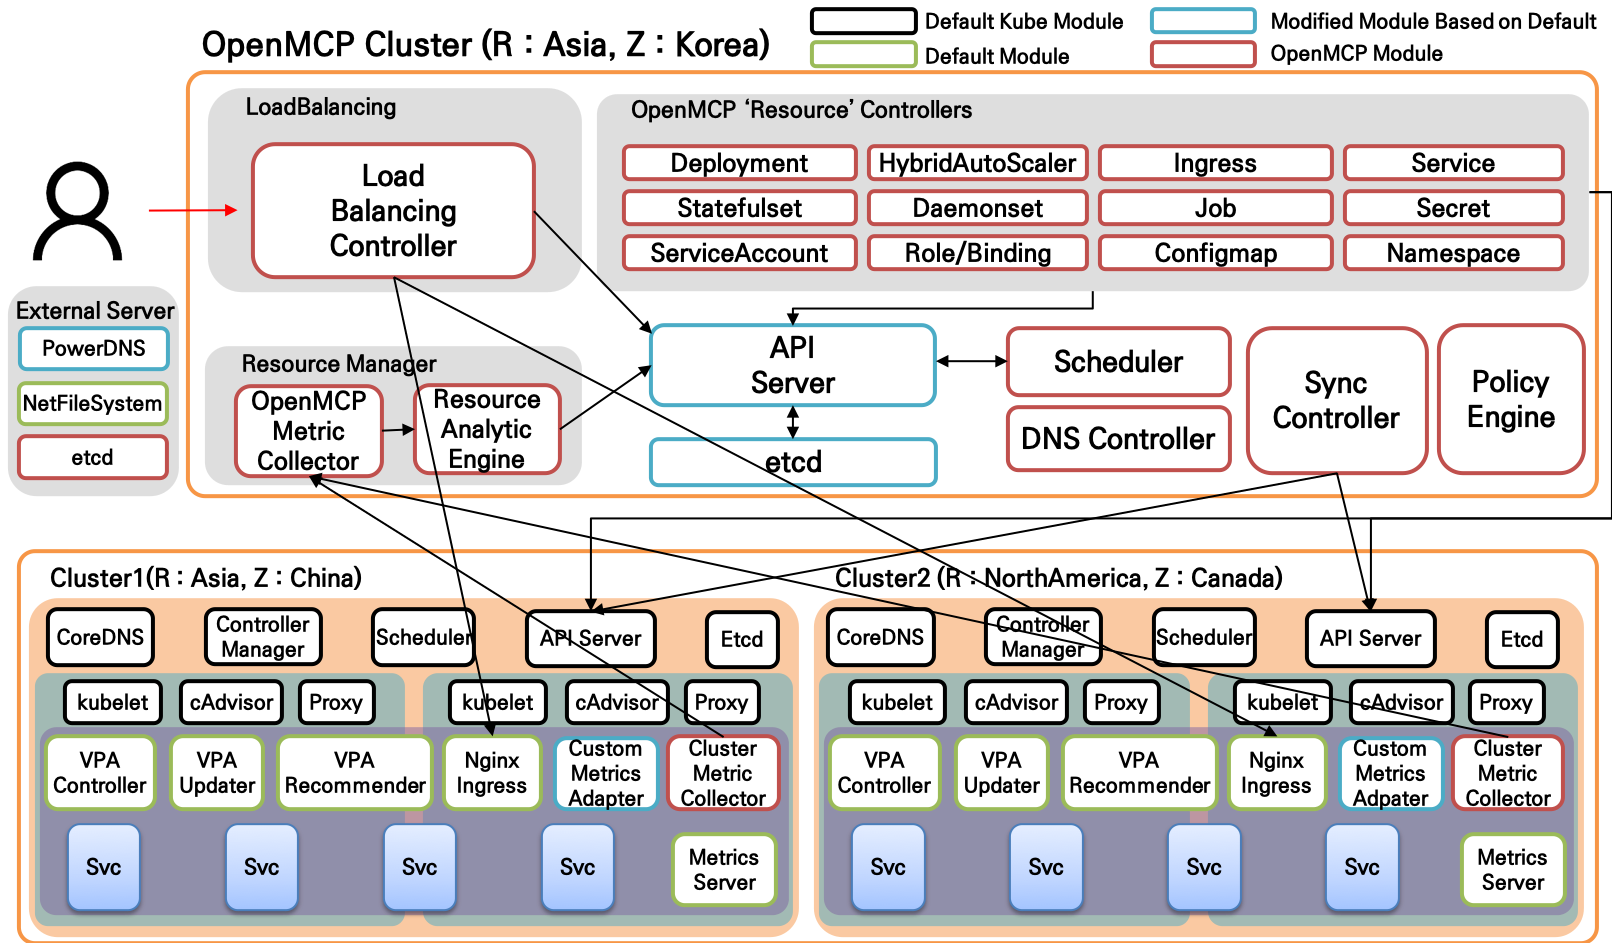 Default Kube Module
Modified Module Based on Default
Default Module
OpenMCP Module
OpenMCP Cluster (R : Asia, Z : Korea)
LoadBalancing
Load
Balancing
Controller
OpenMCP ‘Resource’ Controllers
Deployment
HybridAutoScaler
Ingress
Service
Statefulset
Daemonset
Job
Secret
ServiceAccount
Role/Binding
Configmap
Namespace
External Server
PowerDNS
NetFileSystem
etcd
Resource Manager
OpenMCP
Metric
Collector
Resource
Analytic
Engine
API
Server
etcd
Scheduler
DNS Controller
Sync
Controller
Policy
Engine
Cluster1(R : Asia, Z : China)
CoreDNS
Controller
Manager
Scheduler
API Server
Etcd
kubelet
cAdvisor
Proxy
kubelet
cAdvisor
Proxy
VPA
Controller
VPA
Updater
VPA
Recommender
Nginx
Ingress
Custom
Metrics
Adapter
Cluster
Metric
Collector
Svc
Svc
Svc
Svc
Metrics
Server
Cluster2 (R : NorthAmerica, Z : Canada)
CoreDNS
Controller
Manager
Scheduler
API Server
Etcd
kubelet
cAdvisor
Proxy
kubelet
cAdvisor
Proxy
VPA
Controller
VPA
Updater
VPA
Recommender
Nginx
Ingress
Custom
Metrics
Adpater
Cluster
Metric
Collector
Svc
Svc
Svc
Svc
Metrics
Server